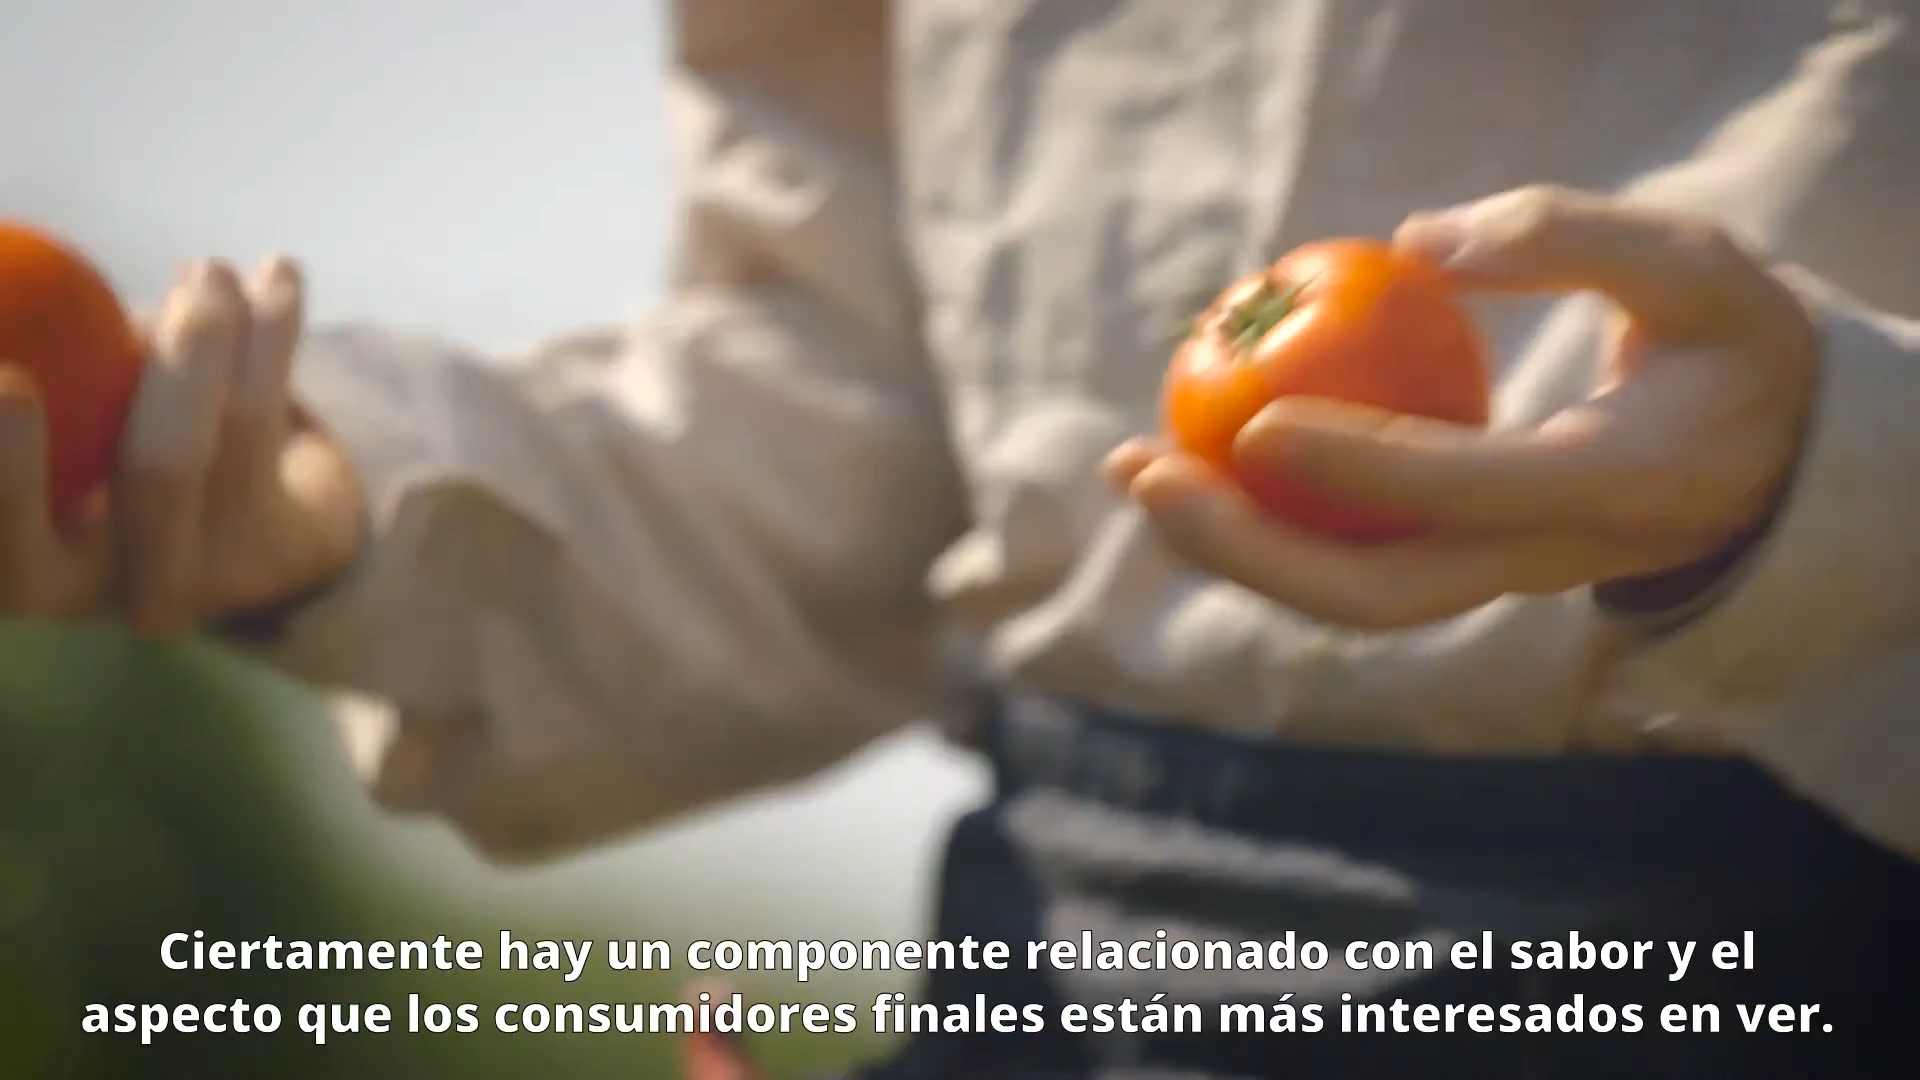 Ciertamente hay un componente relacionado con el sabor y el
aspecto que los consumidores finales están más interesados en ver.